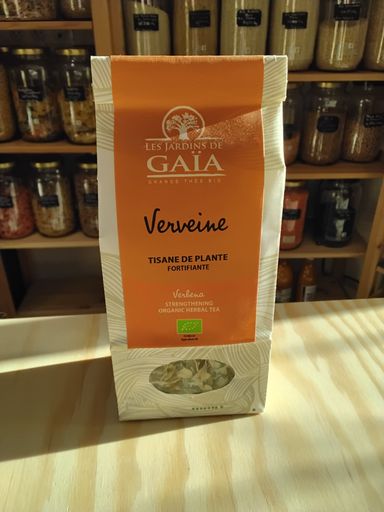 LES JARDINS DE
GAÏA
GRANDS THÉS BIO
Verveine
TISANE DE PLANTE
FORTIFIANTE
Verbena
STRENGTHENING
ORGANIC HERBAL TEA